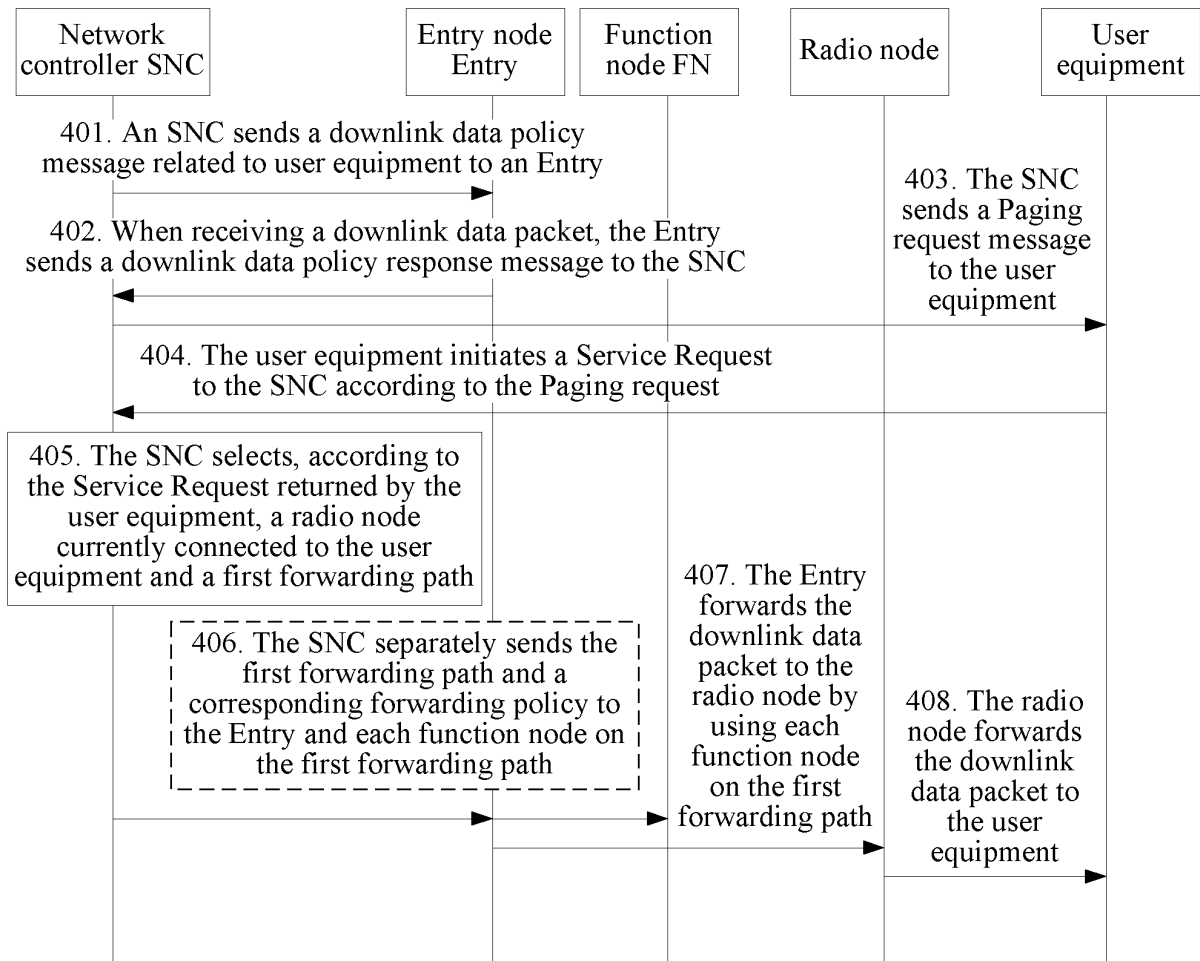 Network
controller SNC
Entry node
Entry
Function
node FN
Radio node
User
equipment
401. An SNC sends a downlink data policy
message related to user equipment to an Entry
402. When receiving a downlink data packet, the Entry
sends a downlink data policy response message to the SNC
403. The SNC
sends a Paging
request message
to the user
equipment
404. The user equipment initiates a Service Request
to the SNC according to the Paging request
405. The SNC selects, according to
the Service Request returned by the
user equipment, a radio node
currently connected to the user
equipment and a first forwarding path
406. The SNC separately sends the
first forwarding path and a
corresponding forwarding policy to
the Entry and each function node on
the first forwarding path
407. The Entry
forwards the
downlink data
packet to the
radio node by
using each
function node
on the first
forwarding path
408. The radio
node forwards
the downlink
data packet to
the user
equipment